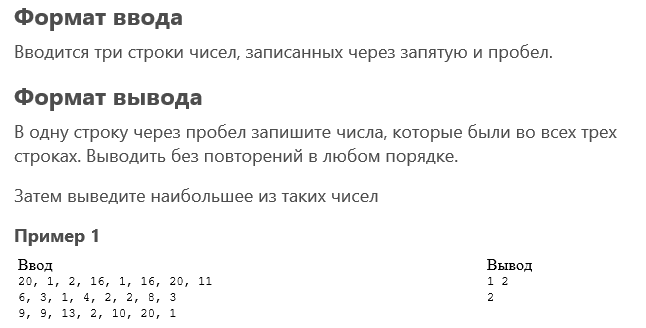 Формат ввода
Вводится три строки чисел, записанных через запятую и пробел.
Формат вывода
В одну строку через пробел запишите числа, которые были во всех трех
строках. Выводить без повторений в любом порядке.
Затем выведите наибольшее из таких чисел
Пример 1
Ввод
20, 1, 2, 16, 1, 16, 20, 11
6, 3, 1, 4, 2, 2, 8, 3
9, 9, 13, 2, 10, 20, 1
Вывод
1 2
2